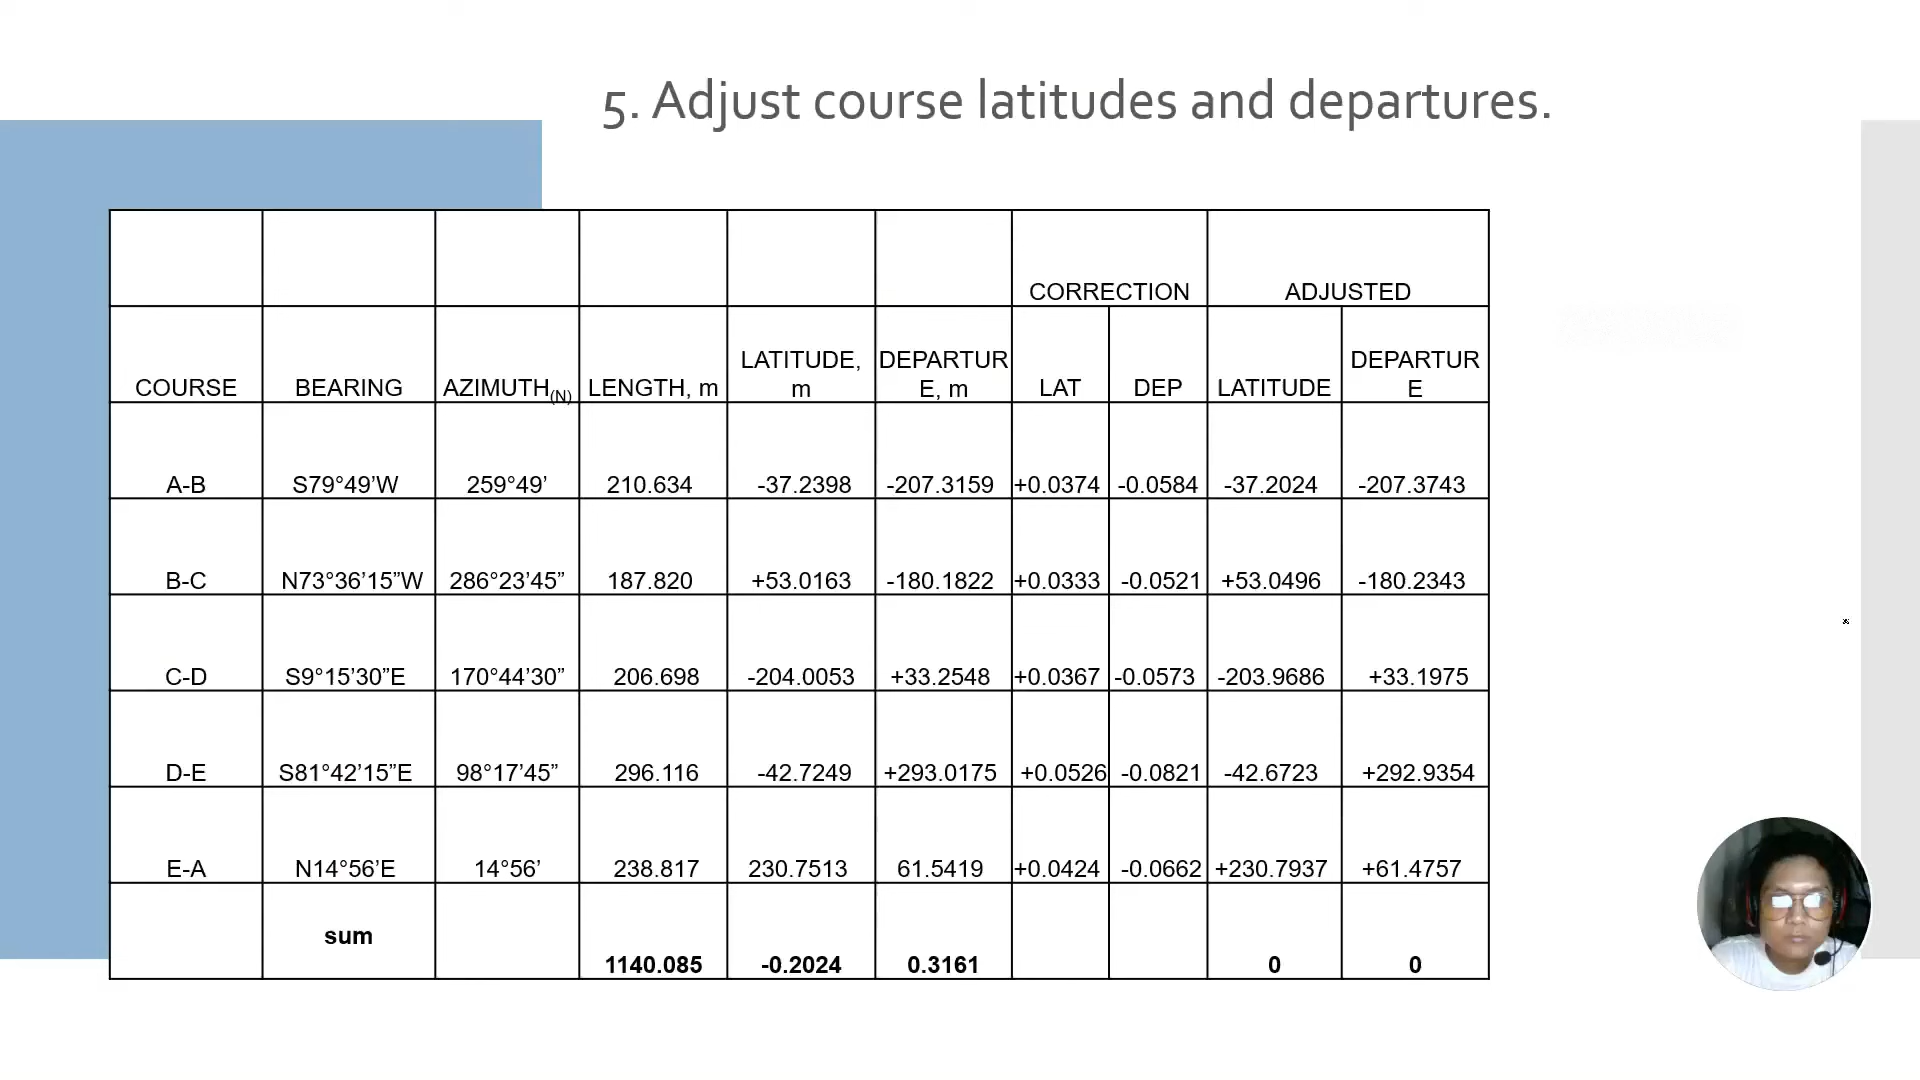 5. Adjust course latitudes and departures.
CORRECTION ADJUSTED
COURSE BEARING AZIMUTH(N) LENGTH, m LATITUDE, m DEPARTURE, m LAT DEP LATITUDE DEPARTURE
A-B S79°49’W 259°49’ 210.634 -37.2398 -207.3159 +0.0374 -0.0584 -37.2024 -207.3743
B-C N73°36’15”W 286°23’45” 187.820 +53.0163 -180.1822 +0.0333 -0.0521 +53.0496 -180.2343
C-D S9°15’30”E 170°44’30” 206.698 -204.0053 +33.2548 +0.0367 -0.0573 -203.9686 +33.1975
D-E S81°42’15”E 98°17’45” 296.116 -42.7249 +293.0175 +0.0526 -0.0821 -42.6723 +292.9354
E-A N14°56’E 14°56’ 238.817 230.7513 61.5419 +0.0424 -0.0662 +230.7937 +61.4757
sum 1140.085 -0.2024 0.3161 0 0